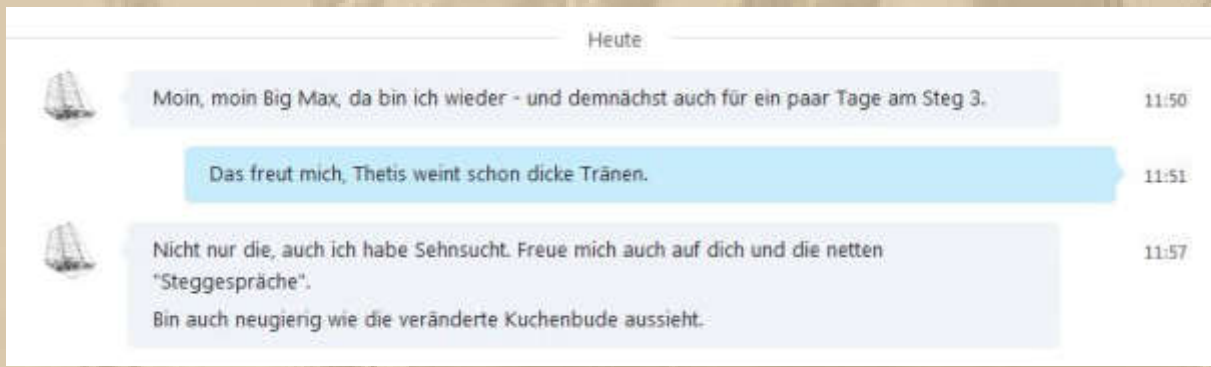 Heute
Moin, moin Big Max, da bin ich wieder - und demnächst auch für ein paar Tage am Steg 3.
11:50
Das freut mich, Thetis weint schon dicke Tränen.
11:51
Nicht nur die, auch ich habe Sehnsucht. Freue mich auch auf dich und die netten
11:57
"Steggespräche".
Bin auch neugierig wie die veränderte Kuchenbude aussieht.